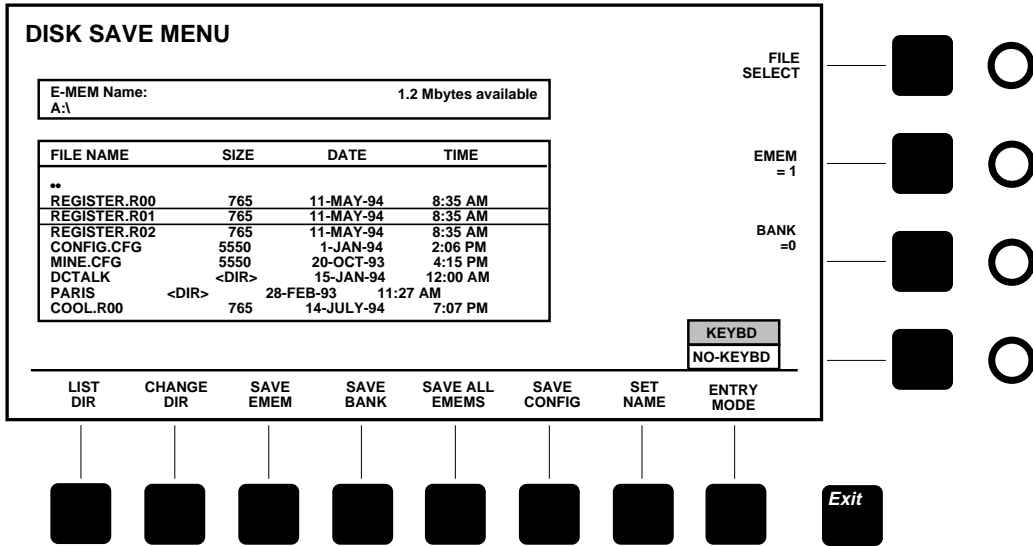 DISK SAVE MENU
FILE
SELECT
E-MEM Name: 1.2 Mbytes available
A:\
FILE NAME SIZE DATE TIME
••
REGISTER.R00 765 11-MAY-94 8:35 AM
REGISTER.R01 765 11-MAY-94 8:35 AM
REGISTER.R02 765 11-MAY-94 8:35 AM
CONFIG.CFG 5550 1-JAN-94 2:06 PM
MINE.CFG 5550 20-OCT-93 4:15 PM
DCTALK <DIR> 15-JAN-94 12:00 AM
PARIS <DIR> 28-FEB-93 11:27 AM
COOL.R00 765 14-JULY-94 7:07 PM
EMEM
= 1
BANK
=0
KEYBD
NO-KEYBD
LIST
DIR
CHANGE
DIR
SAVE
EMEM
SAVE
BANK
SAVE ALL
EMEMS
SAVE
CONFIG
SET
NAME
ENTRY
MODE
Exit